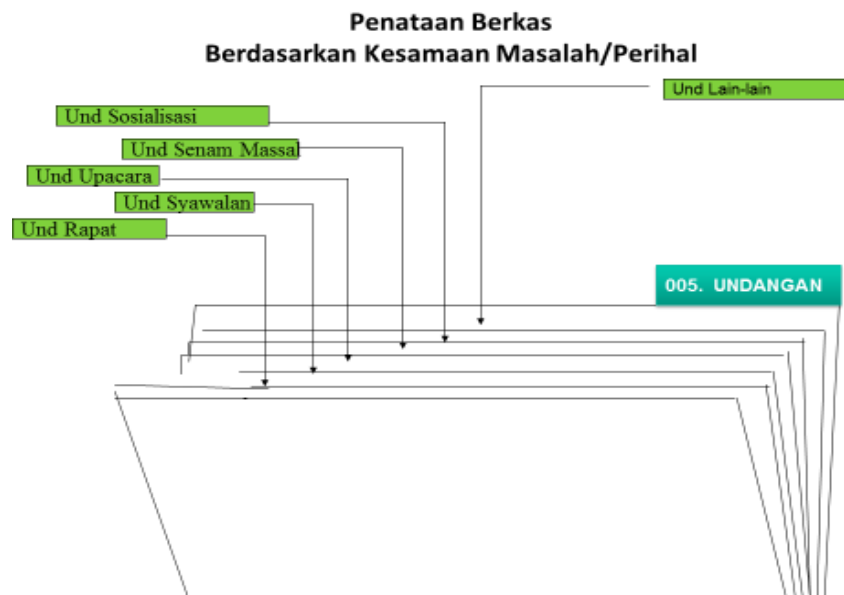 Penataan Berkas
Berdasarkan Kesamaan Masalah/Perihal
Und Lain-lain
Und Sosialisasi
Und Senam Massal
Und Upacara
Und Syawalan
Und Rapat
005. UNDANGAN